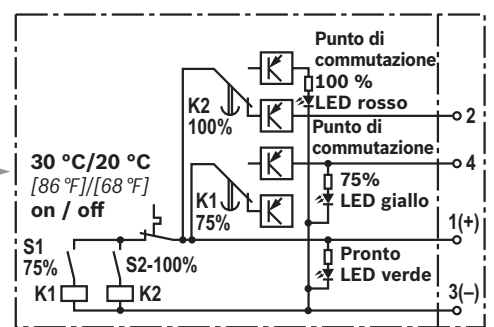 Punto di
commutazione
100 %
LED rosso
K2
100%
2
Punto di
commutazione
4
30 °C/20 °C
[86 °F]/[68 °F]
on / off
K1
75%
75%
LED giallo
1(+)
S1
75%
S2-100%
Pronto
LED verde
K1
K2
3(–)